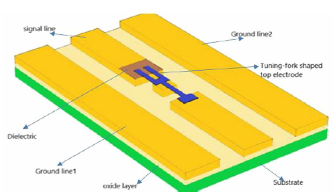 signal line
Ground line2
Tuning-fork shaped
top electrode
Dielectric
Ground line1
oxide layer
Substrate